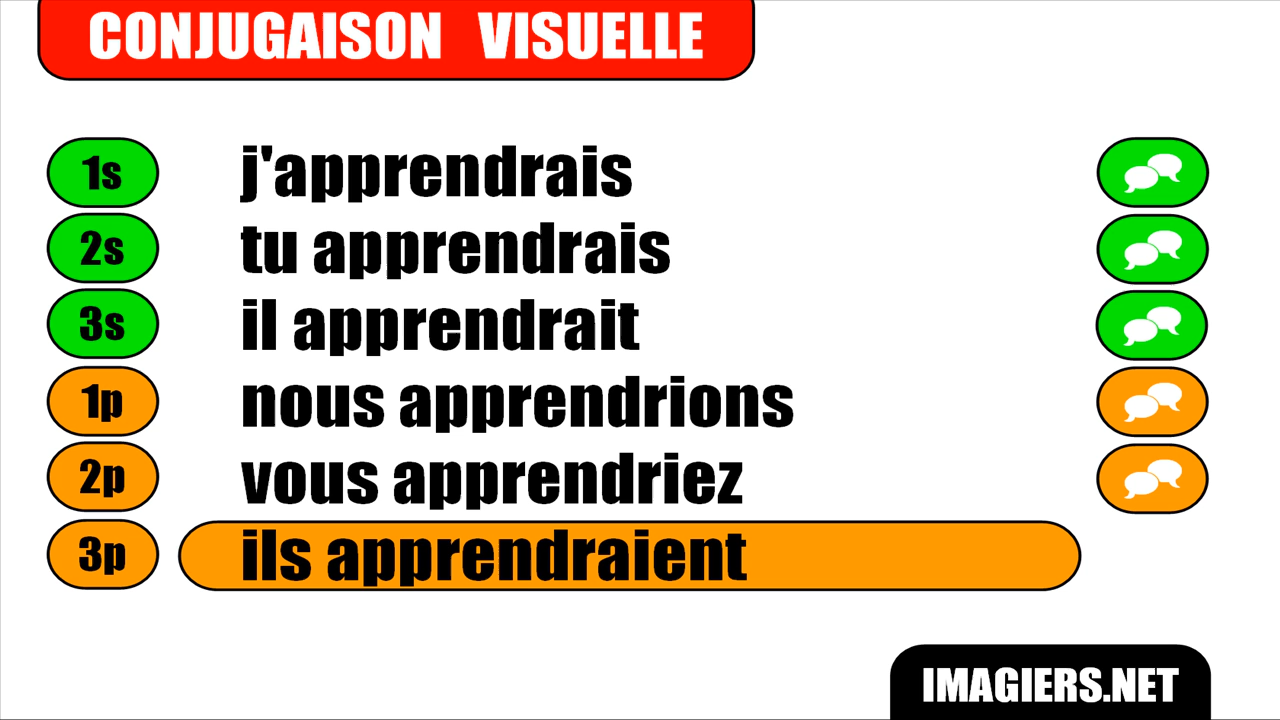 CONJUGAISON VISUELLE
1s j'apprendrais
2s tu apprendrais
3s il apprendrait
1p nous apprendrions
2p vous apprendriez
3p ils apprendraient
IMAGIERS.NET